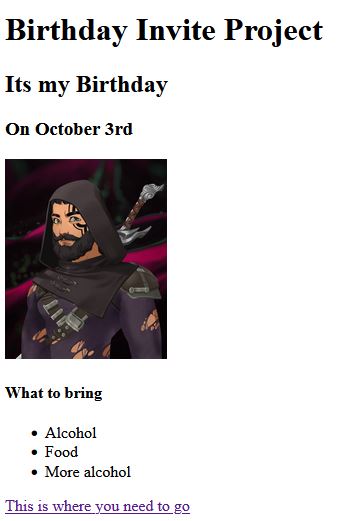 Birthday Invite Project
Its my Birthday
On October 3rd
What to bring
Alcohol
Food
More alcohol
This is where you need to go